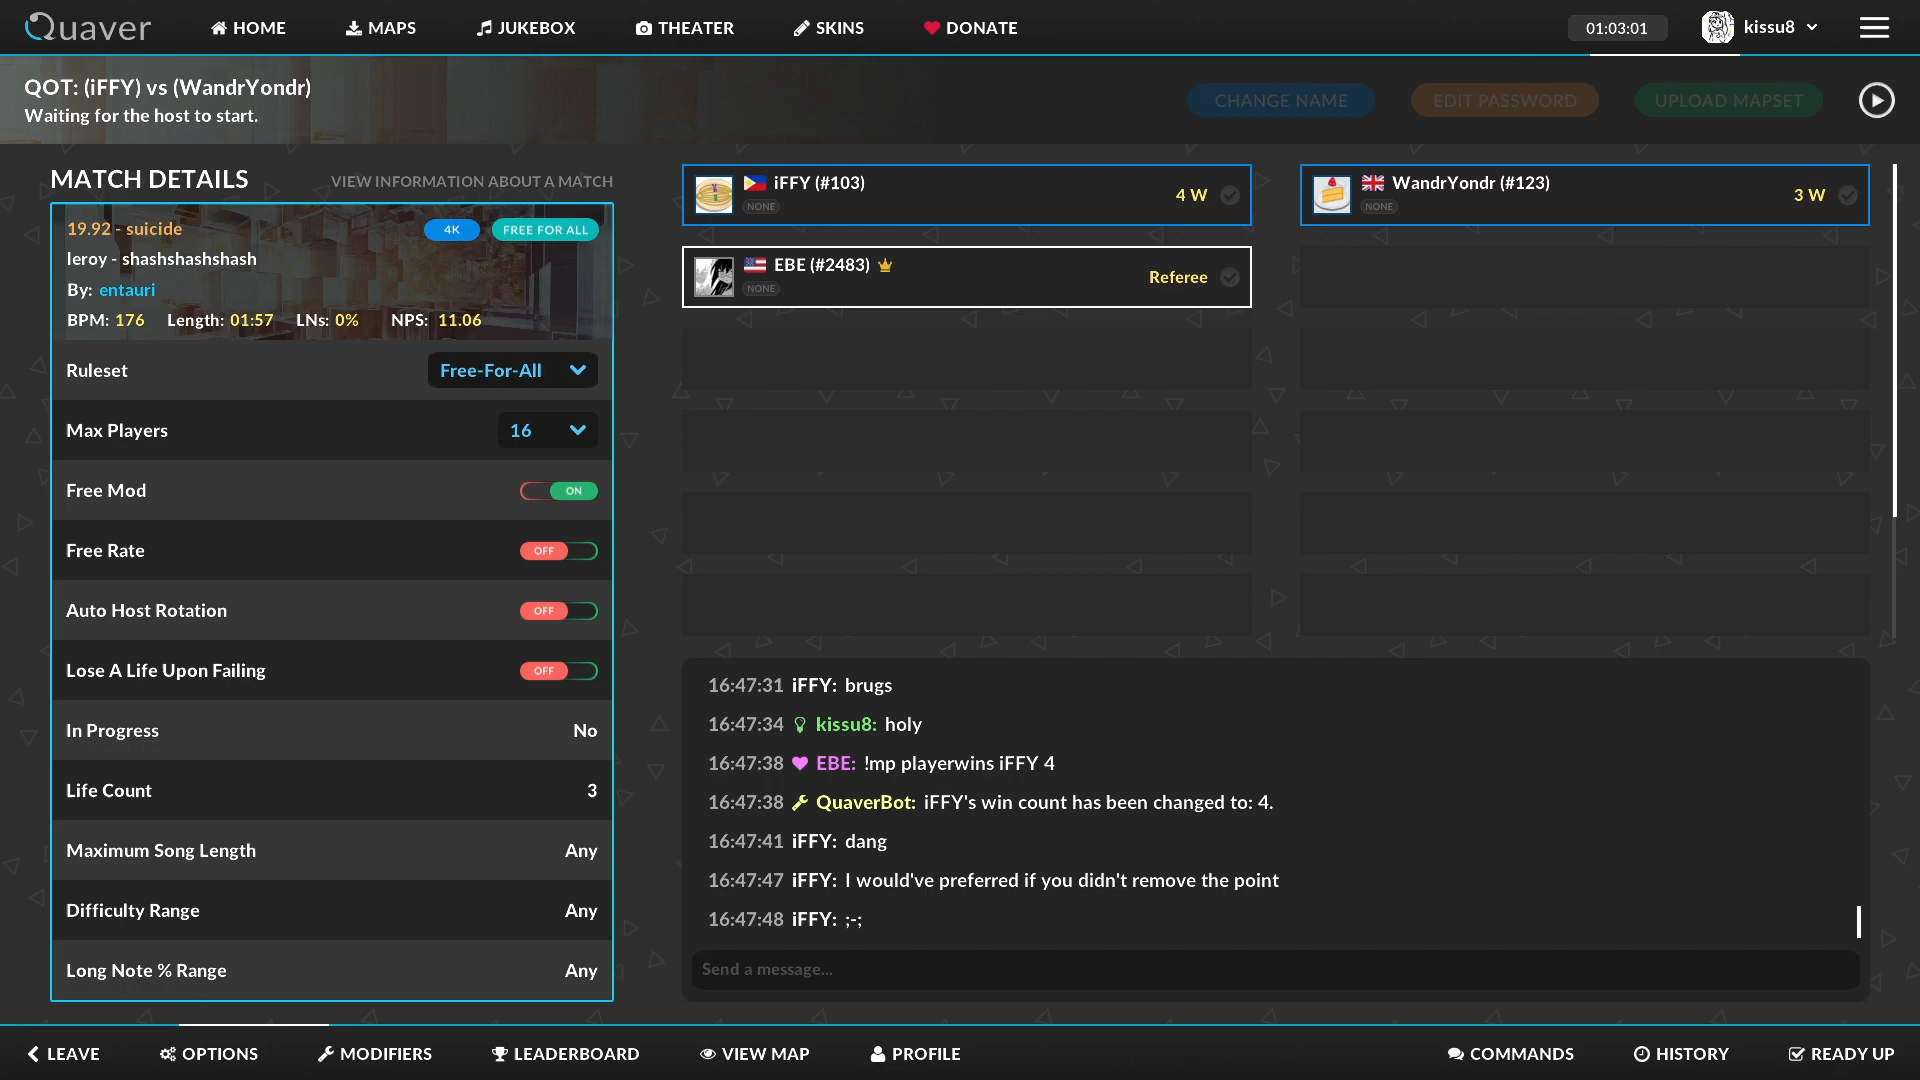 Quaver
HOME
MAPS
JUKEBOX
THEATER
SKINS
DONATE
01:03:01
kissu8
QOT: (iFFY) vs (WandrYondr)
Waiting for the host to start.
CHANGE NAME
EDIT PASSWORD
UPLOAD MAPSET
MATCH DETAILS
VIEW INFORMATION ABOUT A MATCH
19.92 - suicide
4K
FREE FOR ALL
leroy - shashshashshash
By: entauri
BPM: 176 Length: 01:57 LNs: 0% NPS: 11.06
Ruleset Free-For-All
Max Players 16
Free Mod ON
Free Rate OFF
Auto Host Rotation OFF
Lose A Life Upon Failing OFF
In Progress No
Life Count 3
Maximum Song Length Any
Difficulty Range Any
Long Note % Range Any
iFFY (#103)
NONE
4 W
WandrYondr (#123)
NONE
3 W
EBE (#2483)
NONE
Referee
16:47:31 iFFY: brugs
16:47:34 kissu8: holy
16:47:38 EBE: !mp playerwins iFFY 4
16:47:38 QuaverBot: iFFY's win count has been changed to: 4.
16:47:41 iFFY: dang
16:47:47 iFFY: I would've preferred if you didn't remove the point
16:47:48 iFFY: ;-;
Send a message...
LEAVE
OPTIONS
MODIFIERS
LEADERBOARD
VIEW MAP
PROFILE
COMMANDS
HISTORY
READY UP